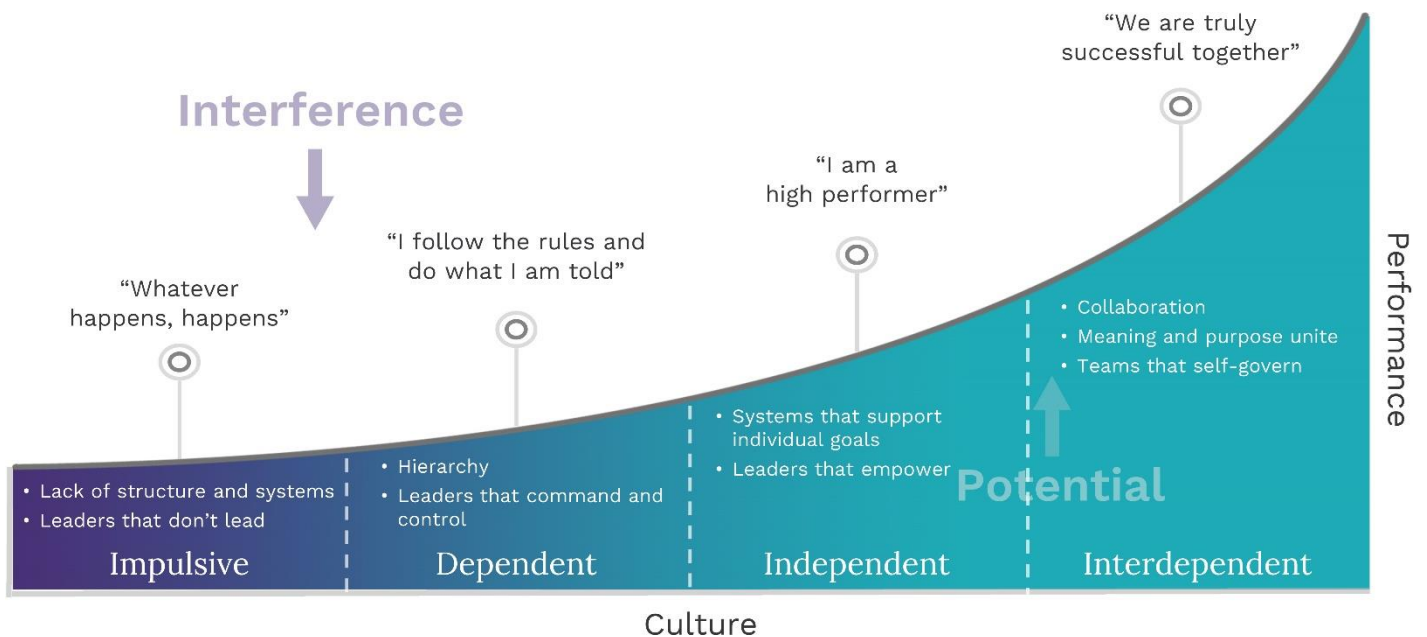 “We are truly
successful together”
Interference
“I am a
high performer”
“I follow the rules and
do what I am told”
“Whatever
happens, happens”
Performance
• Lack of structure and systems
• Leaders that don’t lead
Impulsive
• Hierarchy
• Leaders that command and
control
Dependent
• Systems that support
individual goals
• Leaders that empower
Independent
• Collaboration
• Meaning and purpose unite
• Teams that self-govern
Potential
Interdependent
Culture